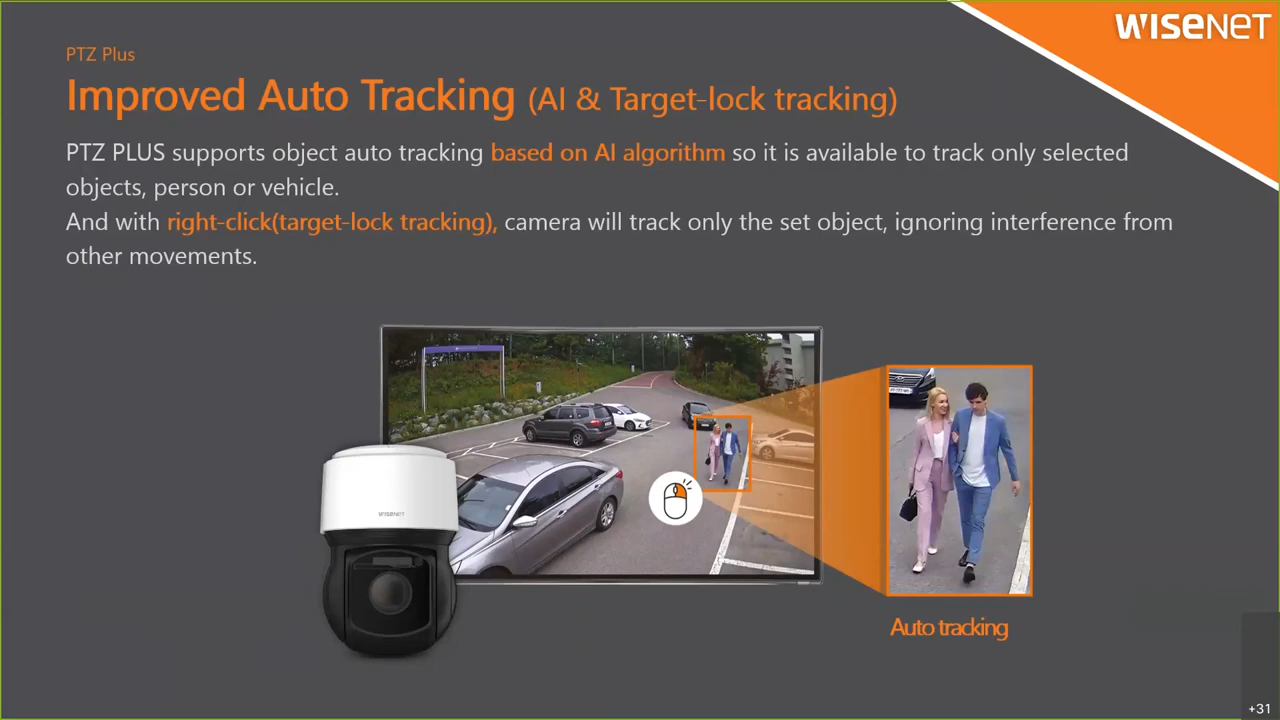 WISENET
PTZ Plus
Improved Auto Tracking (AI & Target-lock tracking)
PTZ PLUS supports object auto tracking based on AI algorithm so it is available to track only selected
objects, person or vehicle.
And with right-click(target-lock tracking), camera will track only the set object, ignoring interference from
other movements.
WISENET
Auto tracking
+31